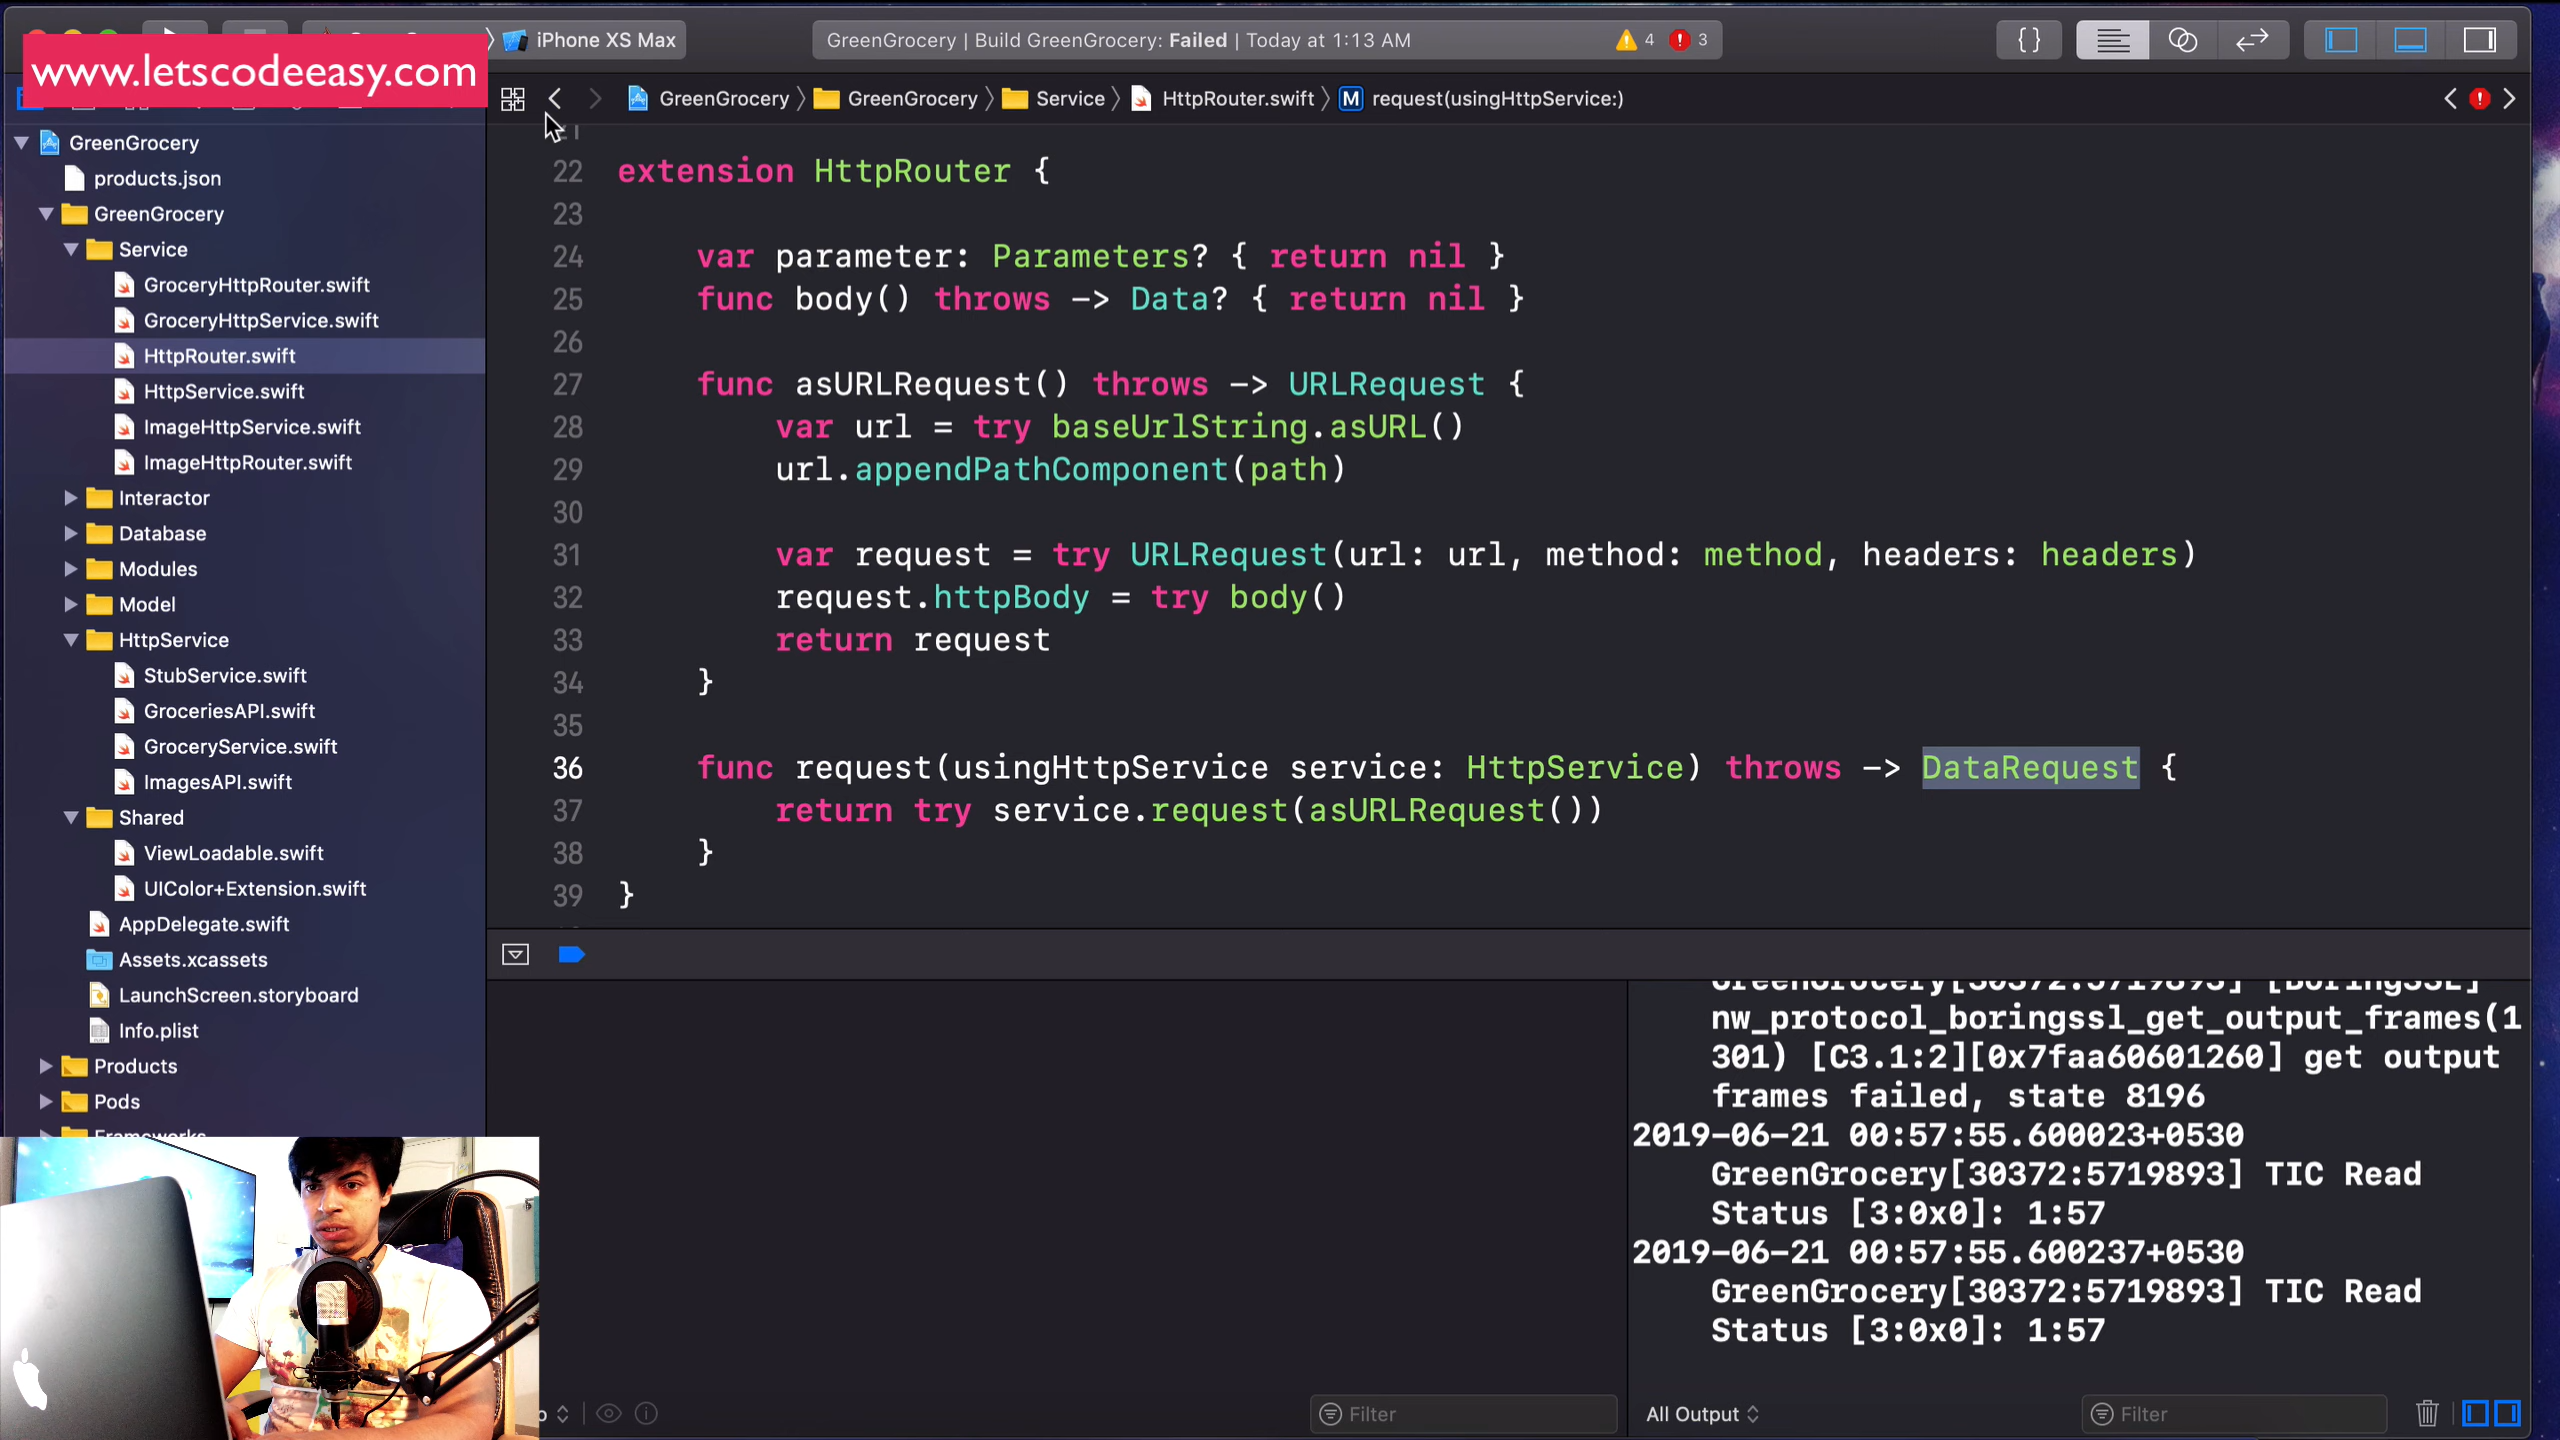 iPhone XS Max
GreenGrocery | Build GreenGrocery: Failed | Today at 1:13 AM
4
3
www.letscodeeasy.com
GreenGrocery
GreenGrocery
Service
HttpRouter.swift
M
request(usingHttpService:)
GreenGrocery
products.json
GreenGrocery
Service
GroceryHttpRouter.swift
GroceryHttpService.swift
HttpRouter.swift
HttpService.swift
ImageHttpService.swift
ImageHttpRouter.swift
Interactor
Database
Modules
Model
HttpService
StubService.swift
GroceriesAPI.swift
GroceryService.swift
ImagesAPI.swift
Shared
ViewLoadable.swift
UIColor+Extension.swift
AppDelegate.swift
Assets.xcassets
LaunchScreen.storyboard
Info.plist
Products
Pods
Frameworks
21
22 extension HttpRouter {
23
24 var parameter: Parameters? { return nil }
25 func body() throws -> Data? { return nil }
26
27 func asURLRequest() throws -> URLRequest {
28 var url = try baseUrlString.asURL()
29 url.appendPathComponent(path)
30
31 var request = try URLRequest(url: url, method: method, headers: headers)
32 request.httpBody = try body()
33 return request
34 }
35
36 func request(usingHttpService service: HttpService) throws -> DataRequest {
37 return try service.request(asURLRequest())
38 }
39 }
GreenGrocery[30372:5719893] [BoringSSL]
nw_protocol_boringssl_get_output_frames(1
301) [C3.1:2][0x7faa60601260] get output
frames failed, state 8196
2019-06-21 00:57:55.600023+0530
GreenGrocery[30372:5719893] TIC Read
Status [3:0x0]: 1:57
2019-06-21 00:57:55.600237+0530
GreenGrocery[30372:5719893] TIC Read
Status [3:0x0]: 1:57
Filter
All Output
Filter